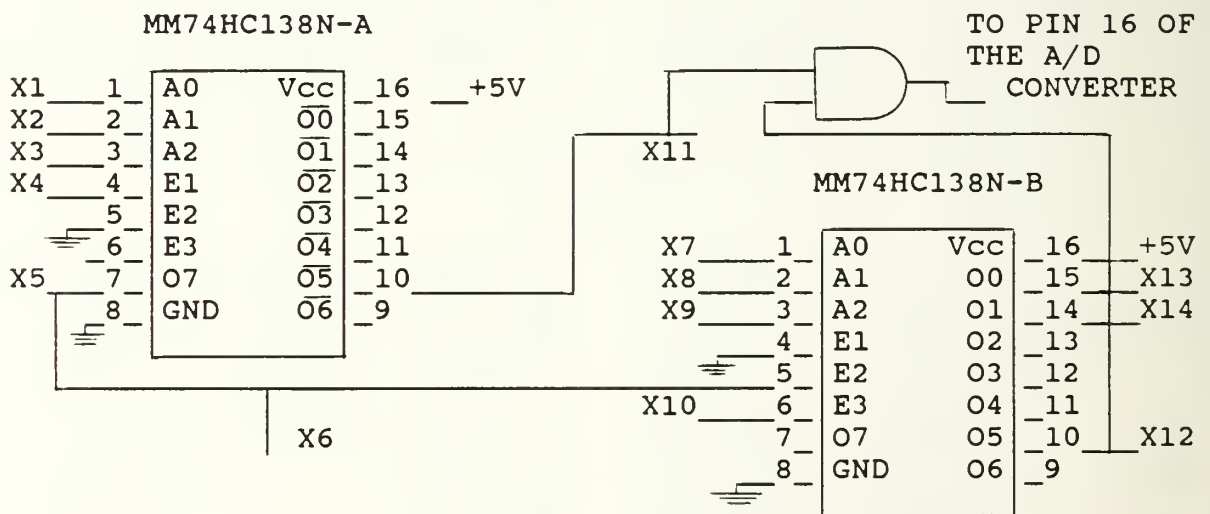 MM74HC138N-A
TO PIN 16 OF
THE A/D
CONVERTER
X1 1 A0 Vcc 16 +5V
X2 2 A1 O0 15
X3 3 A2 O1 14
X4 4 E1 O2 13
5 E2 O3 12
6 E3 O4 11
X5 7 O7 O5 10
8 GND O6 9
X11
MM74HC138N-B
X7 1 A0 Vcc 16 +5V
X8 2 A1 O0 15 X13
X9 3 A2 O1 14 X14
4 E1 O2 13
5 E2 O3 12
X10 6 E3 O4 11
7 O7 O5 10 X12
8 GND O6 9
X6